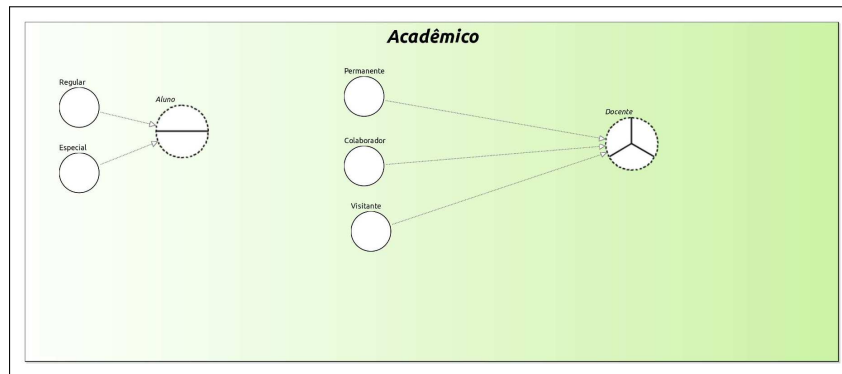 Acadêmico
Regular
Aluno
Especial
Permanente
Colaborador
Visitante
Docente